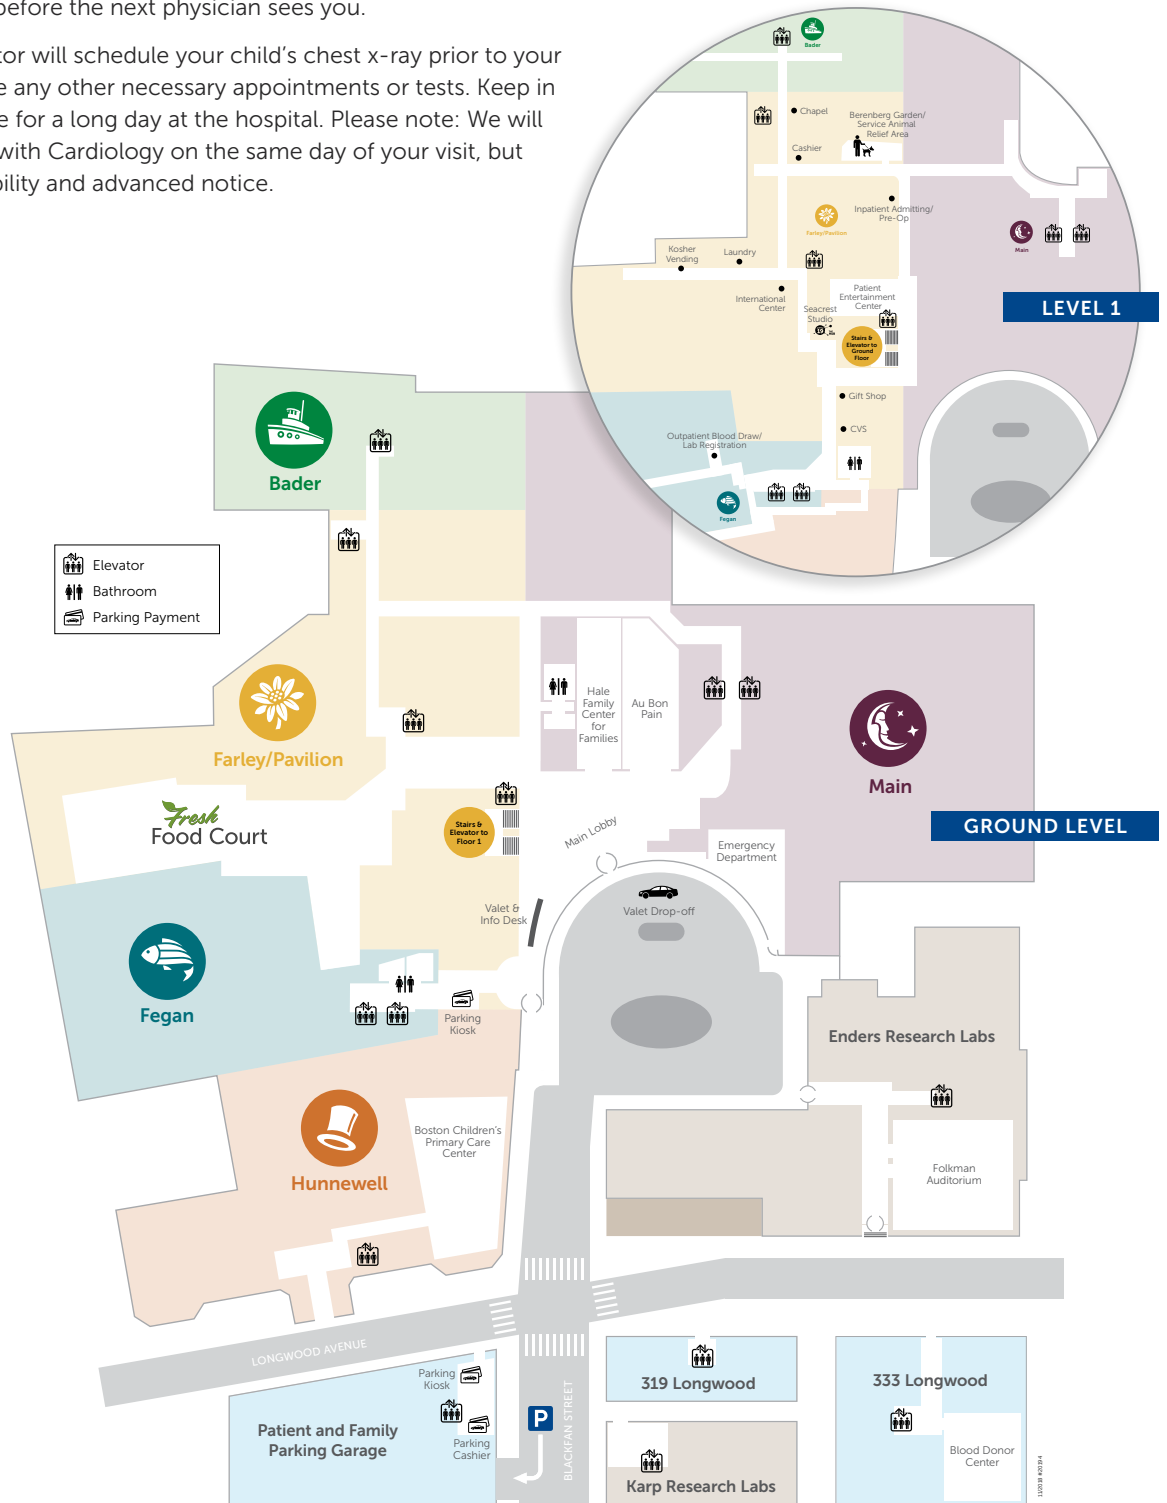 before the next physician sees you.
tor will schedule your child's chest x-ray prior to your
e any other necessary appointments or tests. Keep in
e for a long day at the hospital. Please note: We will
with Cardiology on the same day of your visit, but
bility and advanced notice.
Bader
Chapel
Berenberg Garden/
Service Animal
Relief Area
Cashier
Inpatient Admitting/
Pre-Op
Farley/Pavilion
Main
Kosher
Vending
Laundry
International
Center
Patient
Entertainment
Center
Seacrest
Studio
Stairs &
Elevator to
Ground
Floor
LEVEL 1
Gift Shop
CVS
Outpatient Blood Draw/
Lab Registration
Fegan
Bader
Elevator
Bathroom
Parking Payment
Hale
Family
Center
for
Families
Au Bon
Pain
Farley/Pavilion
Main
Fresh
Food Court
Stairs &
Elevator to
Floor 1
Main Lobby
GROUND LEVEL
Emergency
Department
Valet &
Info Desk
Valet Drop-off
Fegan
Parking
Kiosk
Enders Research Labs
Boston Children's
Primary Care
Center
Hunnewell
Folkman
Auditorium
LONGWOOD AVENUE
Parking
Kiosk
Patient and Family
Parking Garage
Parking
Cashier
P
BLACKFAN STREET
319 Longwood
333 Longwood
Karp Research Labs
Blood Donor
Center
11/2018 #20194